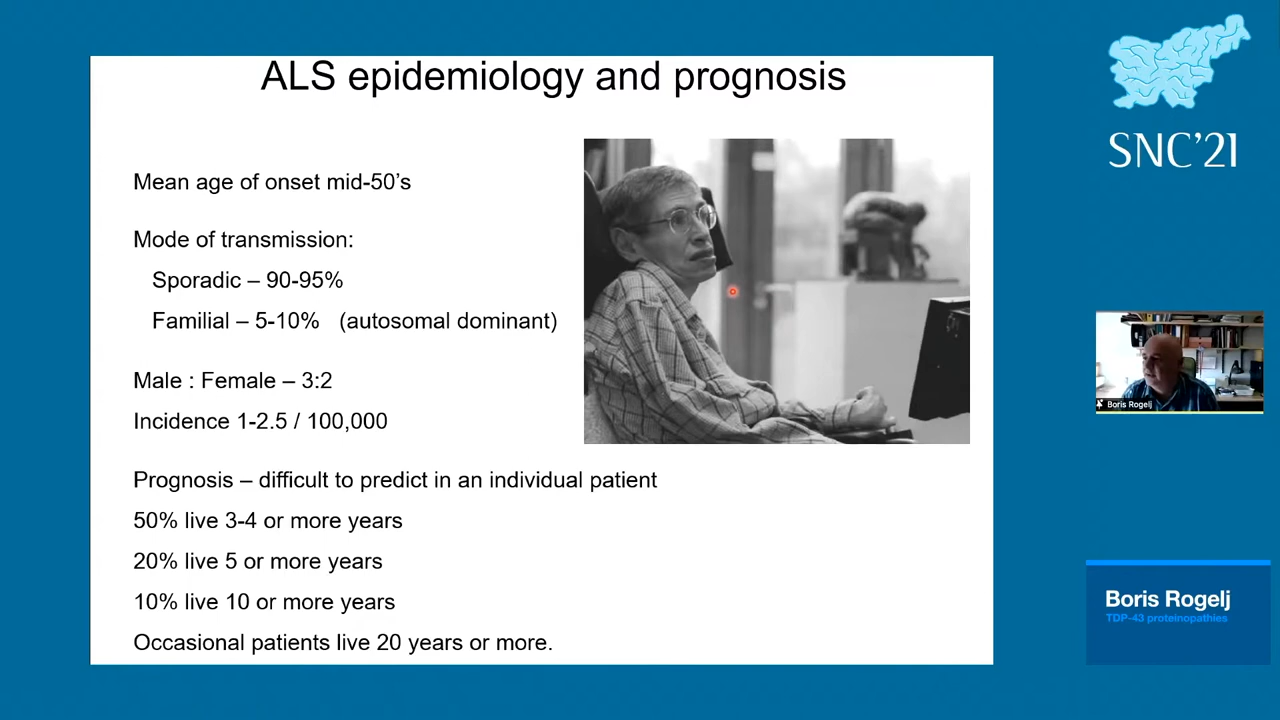 ALS epidemiology and prognosis
Mean age of onset mid-50’s
Mode of transmission:
Sporadic – 90-95%
Familial – 5-10% (autosomal dominant)
Male : Female – 3:2
Incidence 1-2.5 / 100,000
Prognosis – difficult to predict in an individual patient
50% live 3-4 or more years
20% live 5 or more years
10% live 10 or more years
Occasional patients live 20 years or more.
SNC’21
Boris Rogelj
Boris Rogelj
TDP-43 proteinopathies